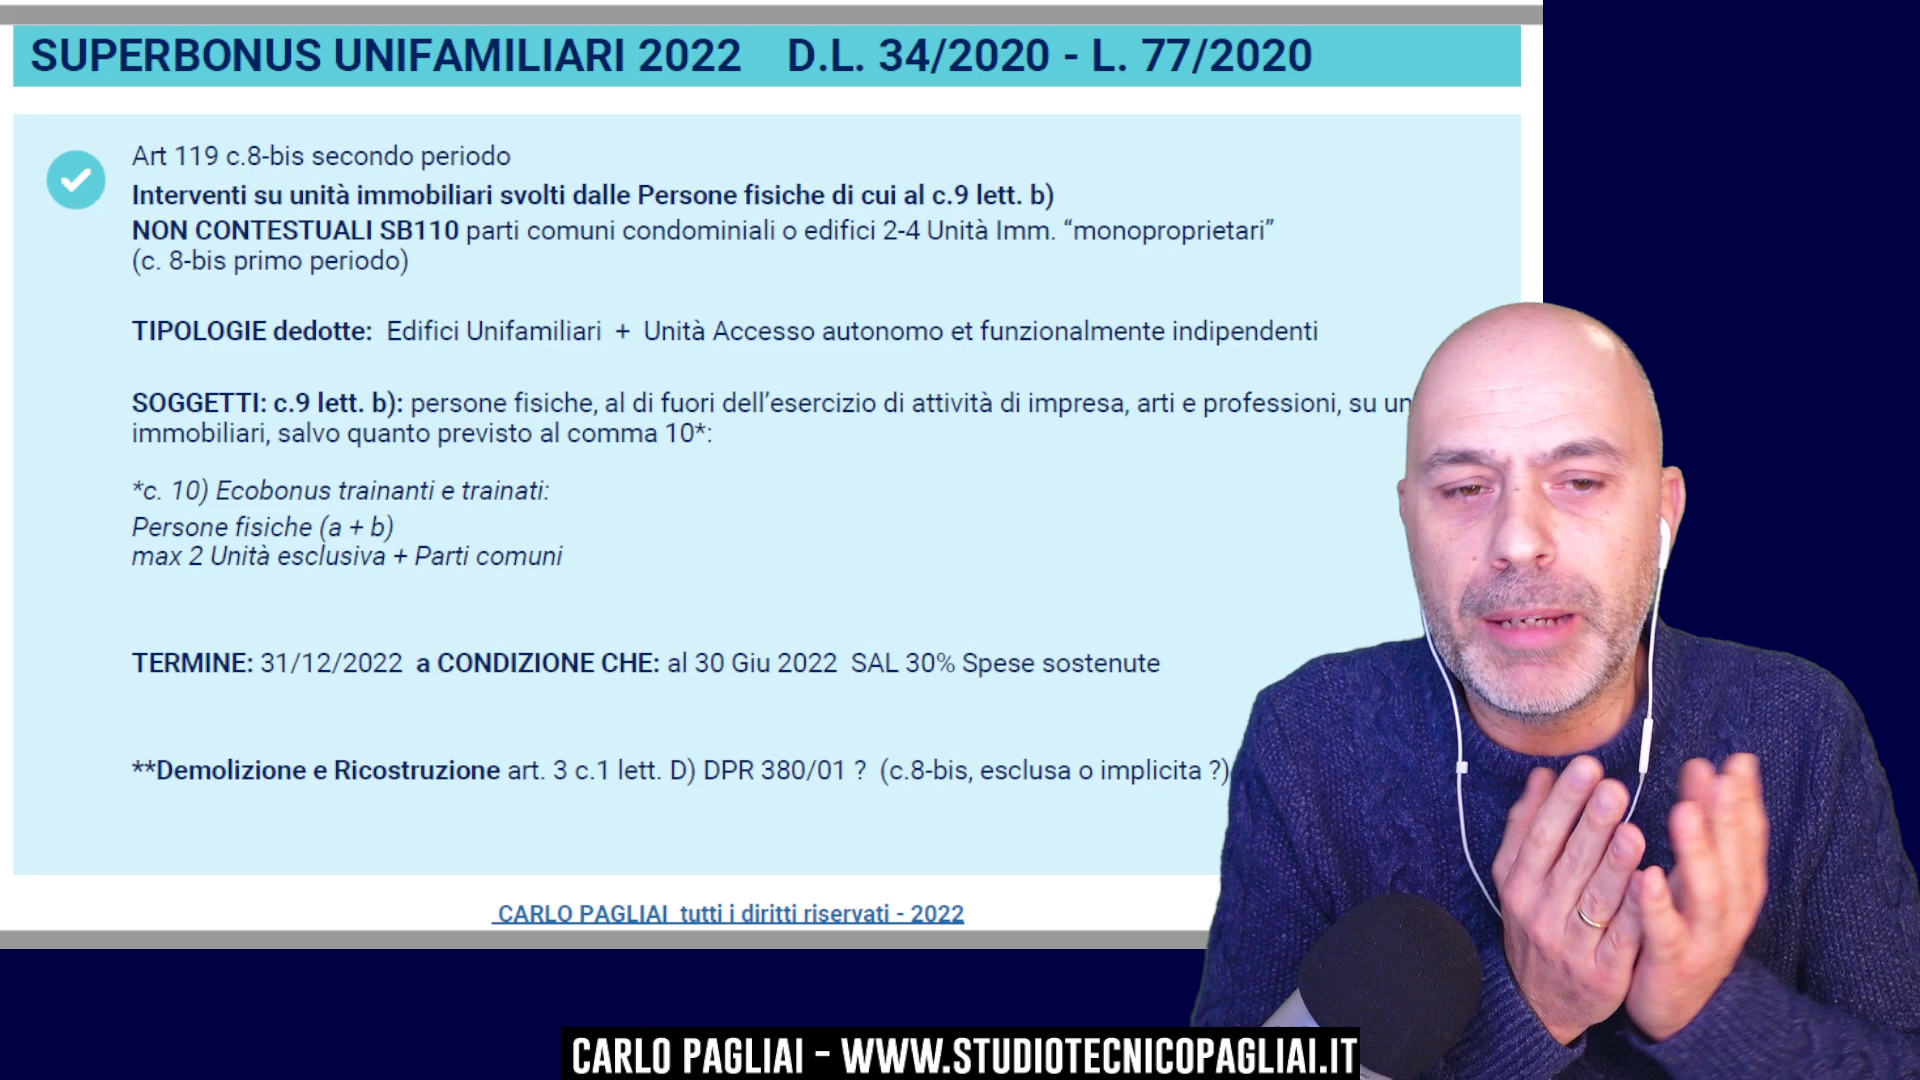 SUPERBONUS UNIFAMILIARI 2022 D.L. 34/2020 - L. 77/2020
Art 119 c.8-bis secondo periodo
Interventi su unità immobiliari svolti dalle Persone fisiche di cui al c.9 lett. b)
NON CONTESTUALI SB110 parti comuni condominiali o edifici 2-4 Unità Imm. “monoproprietari”
(c. 8-bis primo periodo)
TIPOLOGIE dedotte: Edifici Unifamiliari + Unità Accesso autonomo et funzionalmente indipendenti
SOGGETTI: c.9 lett. b): persone fisiche, al di fuori dell’esercizio di attività di impresa, arti e professioni, su un
immobiliari, salvo quanto previsto al comma 10*:
*c. 10) Ecobonus trainanti e trainati:
Persone fisiche (a + b)
max 2 Unità esclusiva + Parti comuni
TERMINE: 31/12/2022 a CONDIZIONE CHE: al 30 Giu 2022 SAL 30% Spese sostenute
**Demolizione e Ricostruzione art. 3 c.1 lett. D) DPR 380/01 ? (c.8-bis, esclusa o implicita ?)
CARLO PAGLIAI tutti i diritti riservati - 2022
CARLO PAGLIAI - WWW.STUDIOTECNICOPAGLIAI.IT